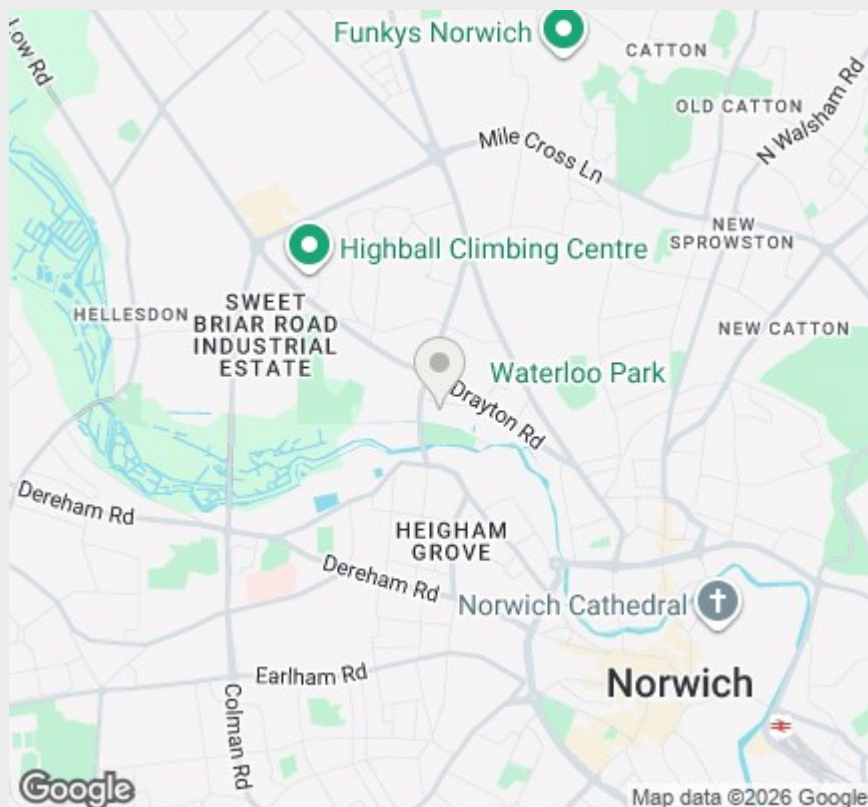 Funkys Norwich
CATTON
Low Rd
OLD CATTON
N Walsham Rd
Mile Cross Ln
NEW
SPROWSTON
Highball Climbing Centre
HELLESDON
SWEET
BRIAR ROAD
INDUSTRIAL
ESTATE
NEW CATTON
Waterloo Park
Drayton Rd
Dereham Rd
HEIGHAM
GROVE
Dereham Rd
Norwich Cathedral
Earlham Rd
Norwich
Colman Rd
Google
Map data ©2026 Google